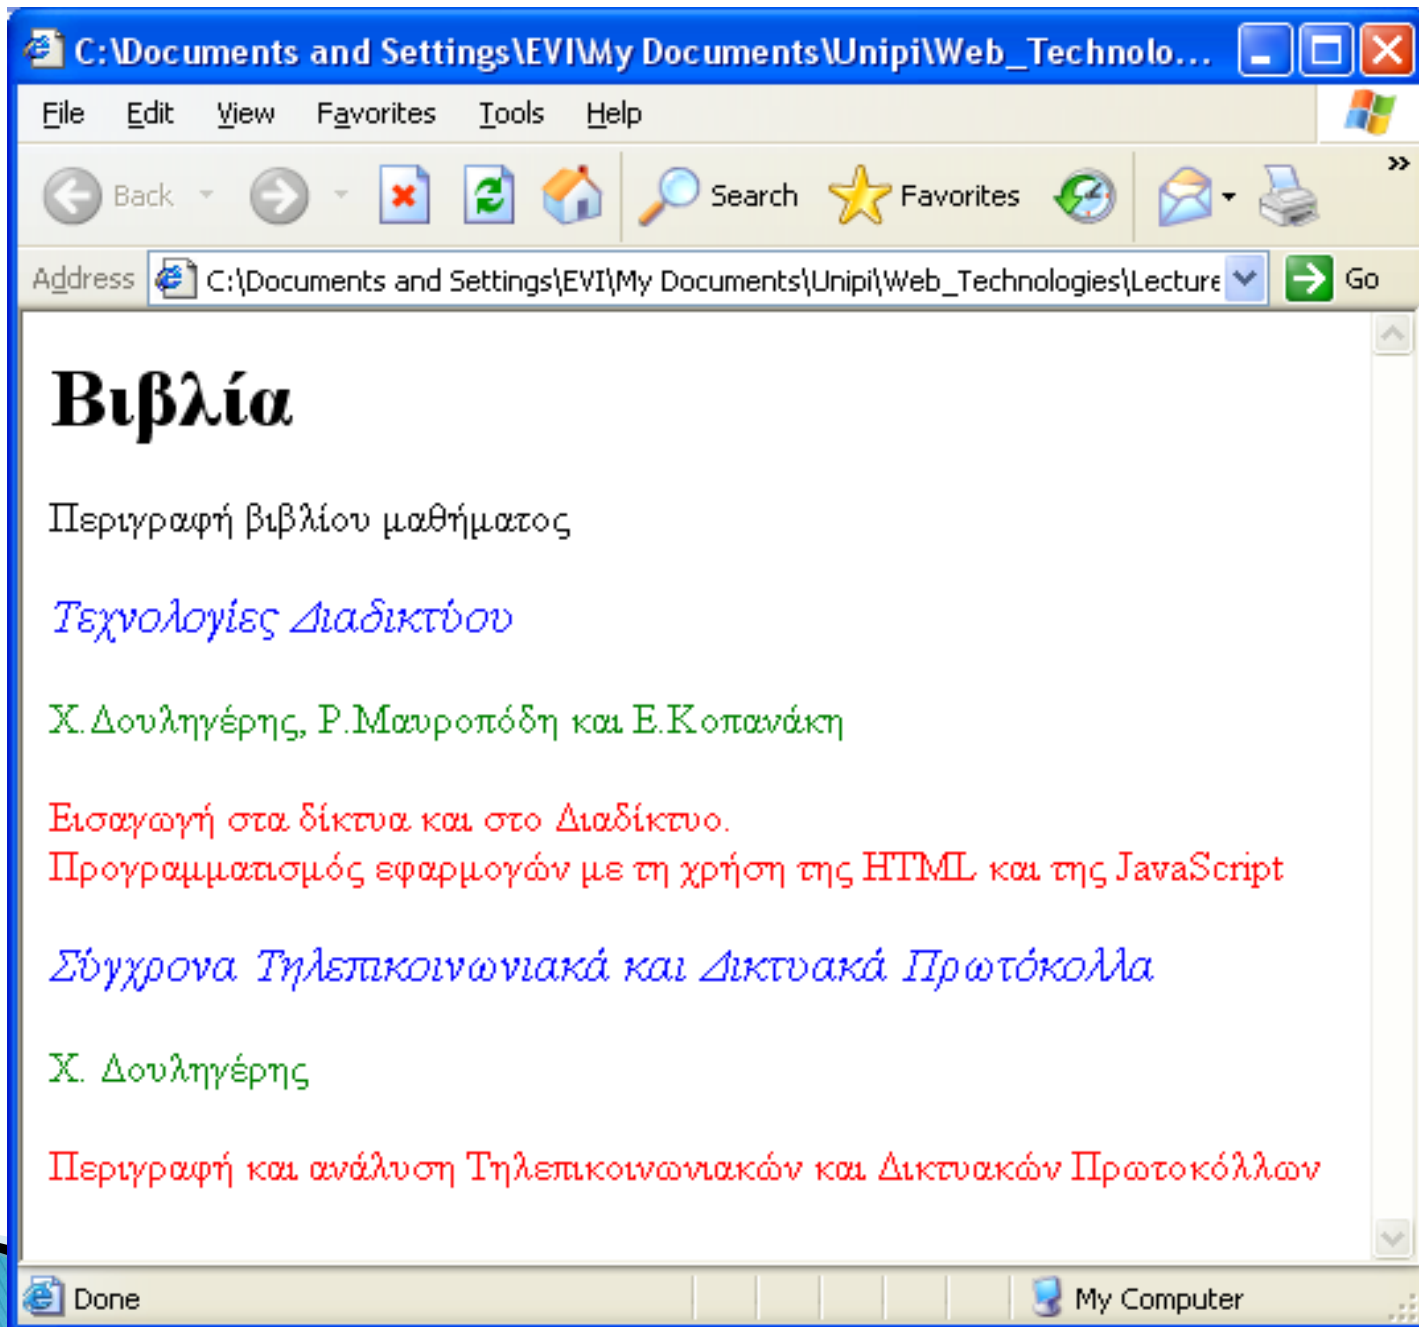 C:\Documents and Settings\EVI\My Documents\Unipi\Web_Technolo...
File Edit View Favorites Tools Help
Back Search Favorites »
Address C:\Documents and Settings\EVI\My Documents\Unipi\Web_Technologies\Lecture Go
Βιβλία
Περιγραφή βιβλίου μαθήματος
Τεχνολογίες Διαδικτύου
Χ.Δουληγέρης, Ρ.Μαυροπόδη και Ε.Κοπανάκη
Εισαγωγή στα δίκτυα και στο Διαδίκτυο.
Προγραμματισμός εφαρμογών με τη χρήση της HTML και της JavaScript
Σύγχρονα Τηλεπικοινωνιακά και Δικτυακά Πρωτόκολλα
Χ. Δουληγέρης
Περιγραφή και ανάλυση Τηλεπικοινωνιακών και Δικτυακών Πρωτοκόλλων
Done My Computer